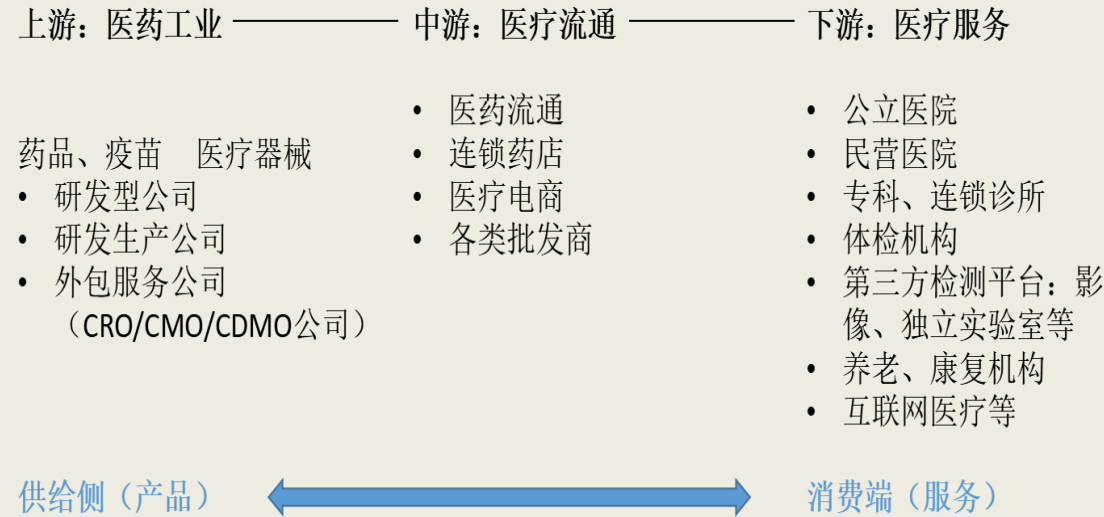 上游：医药工业
药品、疫苗　医疗器械
• 研发型公司
• 研发生产公司
• 外包服务公司
（CRO/CMO/CDMO公司）
中游：医疗流通
• 医药流通
• 连锁药店
• 医疗电商
• 各类批发商
下游：医疗服务
• 公立医院
• 民营医院
• 专科、连锁诊所
• 体检机构
• 第三方检测平台：影
像、独立实验室等
• 养老、康复机构
• 互联网医疗等
供给侧（产品）
消费端（服务）